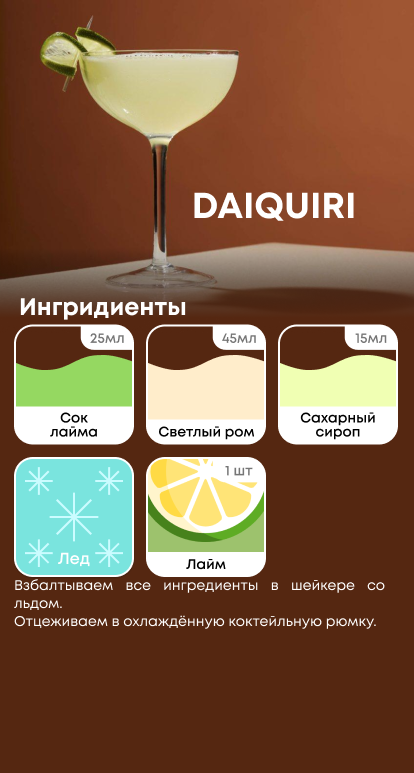 DAIQUIRI
Ингридиенты
25мл
45мл
15мл
Сок
лайма
Светлый ром
Сахарный
сироп
Лед
1 шт
Лайм
Взбалтываем все ингредиенты в шейкере со
льдом.
Отцеживаем в охлаждённую коктейльную рюмку.